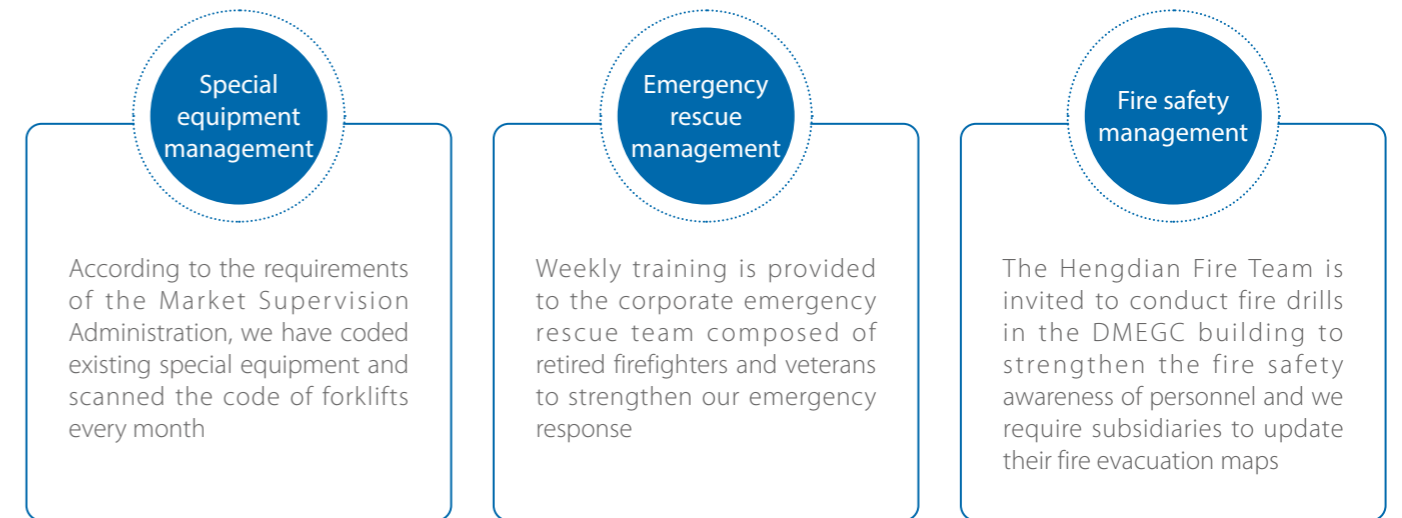 Special
equipment
management
According to the requirements
of the Market Supervision
Administration, we have coded
existing special equipment and
scanned the code of forklifts
every month
Emergency
rescue
management
Weekly training is provided
to the corporate emergency
rescue team composed of
retired firefighters and veterans
to strengthen our emergency
response
Fire safety
management
The Hengdian Fire Team is
invited to conduct fire drills
in the DMEGC building to
strengthen the fire safety
awareness of personnel and we
require subsidiaries to update
their fire evacuation maps